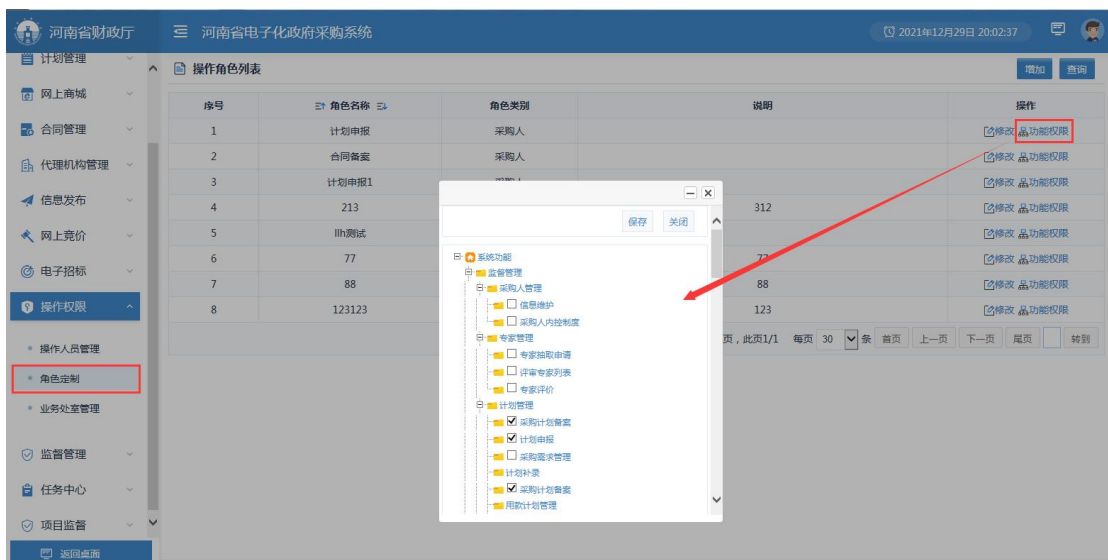 河南省财政厅
河南省电子化政府采购系统
2021年12月29日 20:02:37
计划管理
网上商城
合同管理
代理机构管理
信息发布
网上竞价
电子招标
操作权限
操作人员管理
角色定制
业务处室管理
监督管理
任务中心
项目监督
返回桌面
操作角色列表 增加 查询
序号 角色名称 角色类别 说明 操作
1 计划申报 采购人 修改 功能权限
2 合同备案 采购人 修改 功能权限
3 计划申报1 修改 功能权限
4 213 312 修改 功能权限
5 llh测试 修改 功能权限
6 77 77 修改 功能权限
7 88 88 修改 功能权限
8 123123 123 修改 功能权限
页，此页1/1 每页 30 条 首页 上一页 下一页 尾页 转到
保存 关闭
系统功能
监督管理
采购人管理
信息维护
采购人内控制度
专家管理
专家抽取申请
评审专家列表
专家评价
计划管理
采购计划备案
计划申报
采购需求管理
计划补录
采购计划备案
用款计划管理